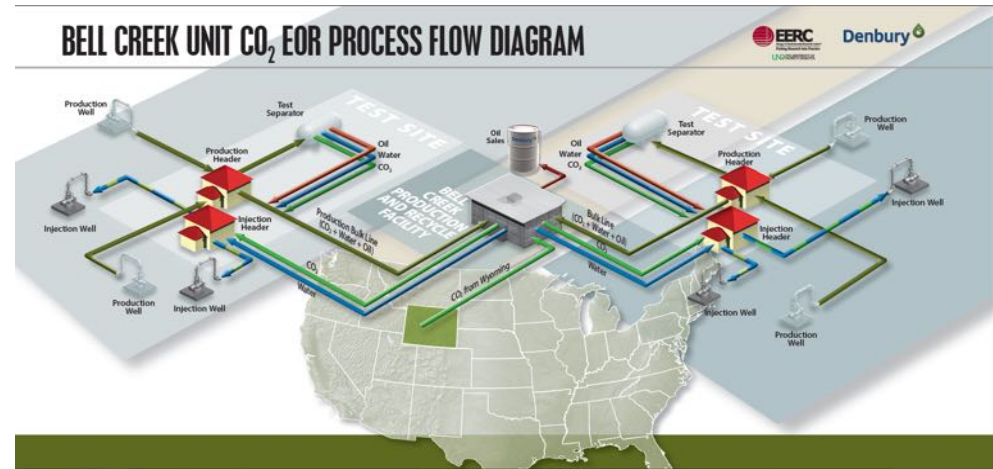 BELL CREEK UNIT CO₂ EOR PROCESS FLOW DIAGRAM
EERC
Denbury
Production
Well
Test
Separator
TEST SITE
Oil
Water
CO₂
Production
Header
Injection Well
Injection
Header
Production
Well
Injection Well
Production Bulk Line
(CO₂ + Water + Oil)
CO₂
Water
Oil
Sales
Denbury
BELL
CREEK
PRODUCTION
AND RECYCLE
FACILITY
CO₂ from Wyoming
Bulk Line
(CO₂ + Water + Oil)
CO₂
Water
Oil
Water
CO₂
TEST SITE
Test
Separator
Production
Well
Production
Header
Injection Well
Injection
Header
Injection Well
Production
Well